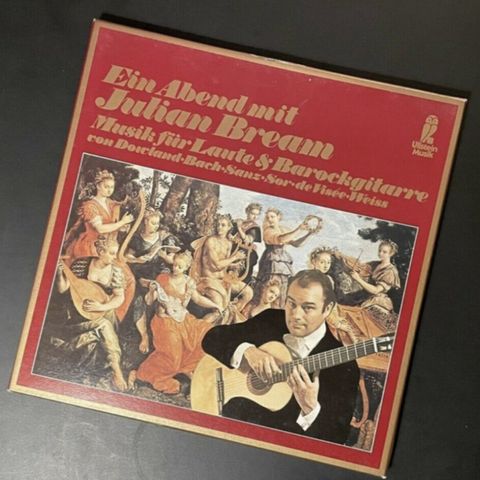 Ein Abend mit
Julian Bream
Musik für Laute & Barockgitarre
von Dowland·Bach·Sanz·Sor·de Visée·Weiss
Ullstein
Musik